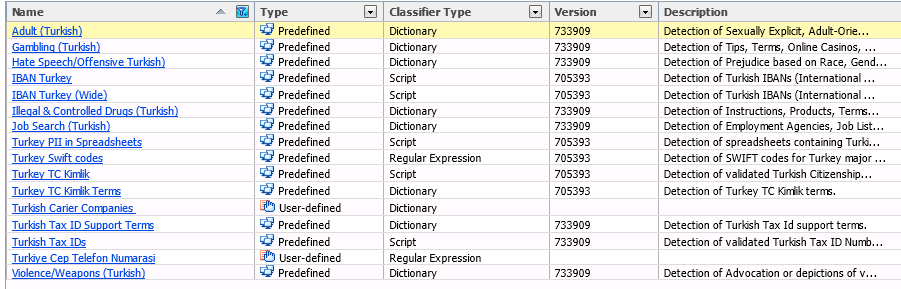 Name Type Classifier Type Version Description
Adult (Turkish) Predefined Dictionary 733909 Detection of Sexually Explicit, Adult-Orie...
Gambling (Turkish) Predefined Dictionary 733909 Detection of Tips, Terms, Online Casinos, ...
Hate Speech/Offensive Turkish) Predefined Dictionary 733909 Detection of Prejudice based on Race, Gend...
IBAN Turkey Predefined Script 705393 Detection of Turkish IBANs (International ...
IBAN Turkey (Wide) Predefined Script 705393 Detection of Turkish IBANs (International ...
Illegal & Controlled Drugs (Turkish) Predefined Dictionary 733909 Detection of Instructions, Products, Terms...
Job Search (Turkish) Predefined Dictionary 733909 Detection of Employment Agencies, Job List...
Turkey PII in Spreadsheets Predefined Script 705393 Detection of spreadsheets containing Turki...
Turkey Swift codes Predefined Regular Expression 705393 Detection of SWIFT codes for Turkey major ...
Turkey TC Kimlik Predefined Script 705393 Detection of validated Turkish Citizenship...
Turkey TC Kimlik Terms Predefined Dictionary 705393 Detection of Turkey TC Kimlik terms.
Turkish Carier Companies User-defined Dictionary
Turkish Tax ID Support Terms Predefined Dictionary 733909 Detection of Turkish Tax Id support terms.
Turkish Tax IDs Predefined Script 733909 Detection of validated Turkish Tax ID Numb...
Turkiye Cep Telefon Numarasi User-defined Regular Expression
Violence/Weapons (Turkish) Predefined Dictionary 733909 Detection of Advocation or depictions of v...